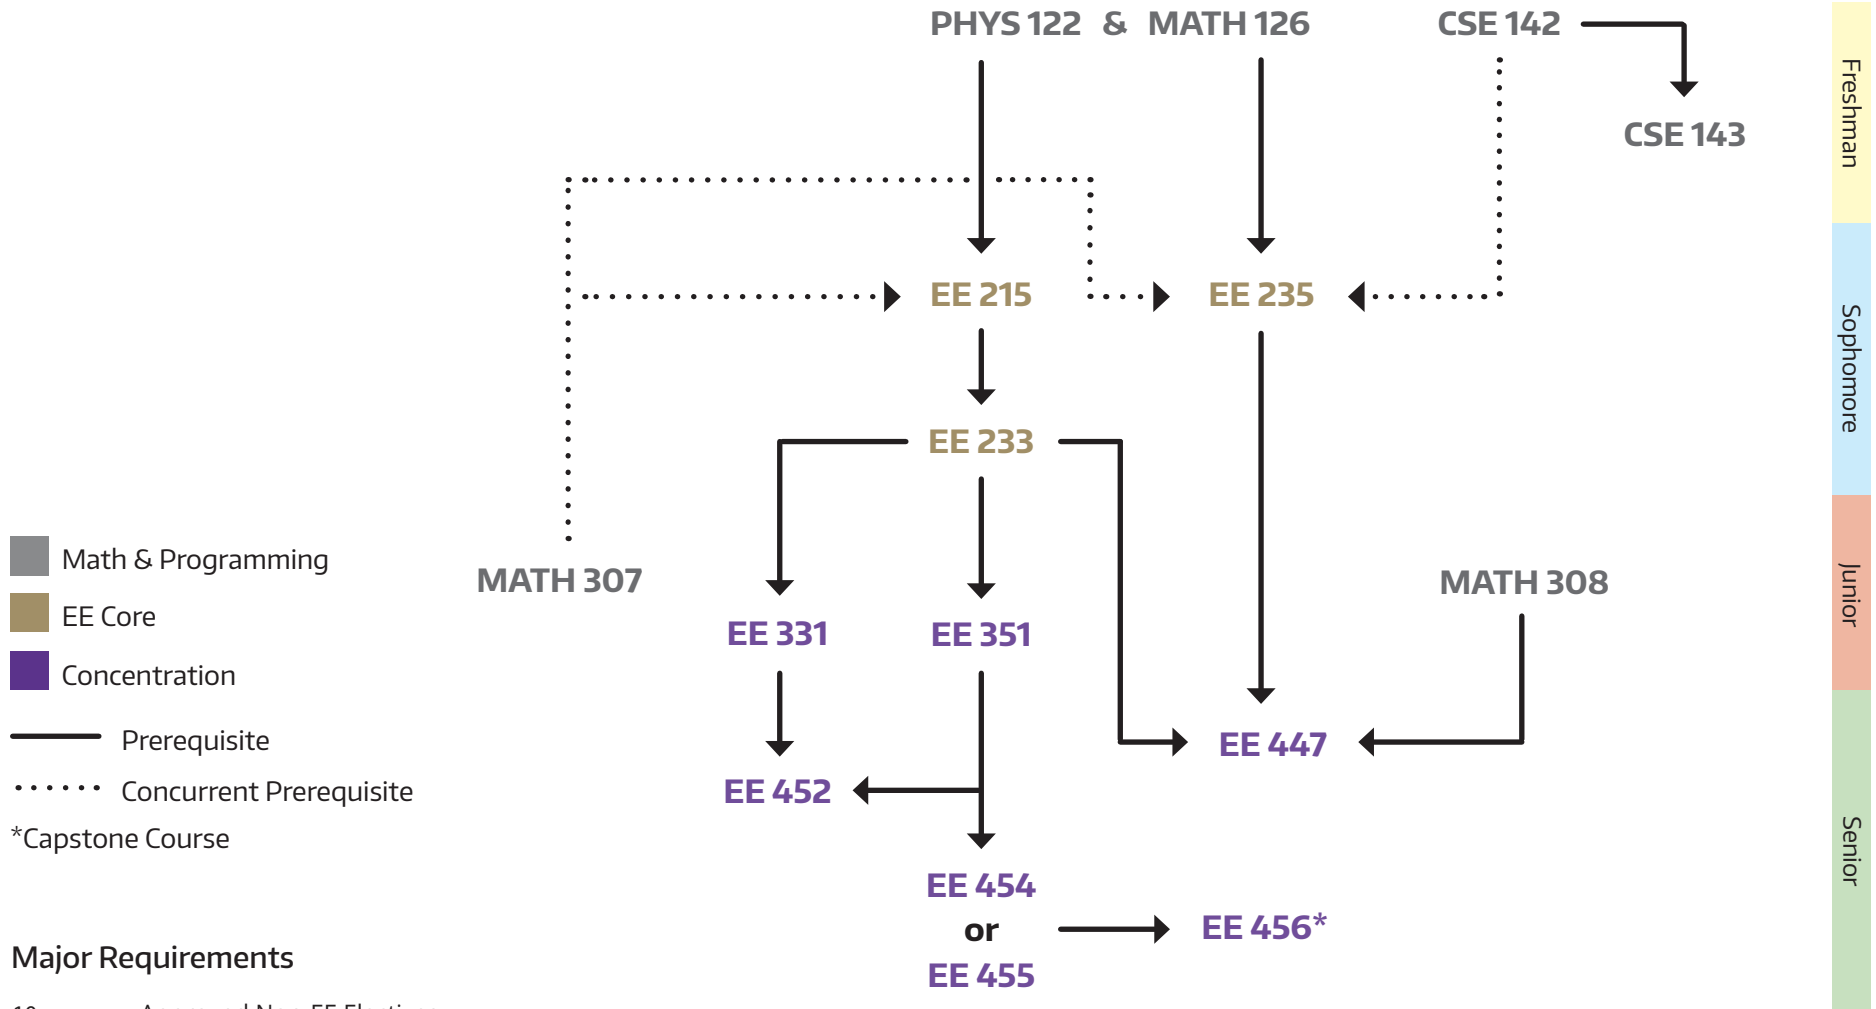 PHYS 122 & MATH 126
CSE 142
CSE 143
Freshman
EE 215
EE 235
Sophomore
EE 233
Math & Programming
EE Core
Concentration
Prerequisite
Concurrent Prerequisite
*Capstone Course
MATH 307
MATH 308
Junior
EE 331
EE 351
EE 447
EE 452
Senior
EE 454
or
EE 455
EE 456*
Major Requirements